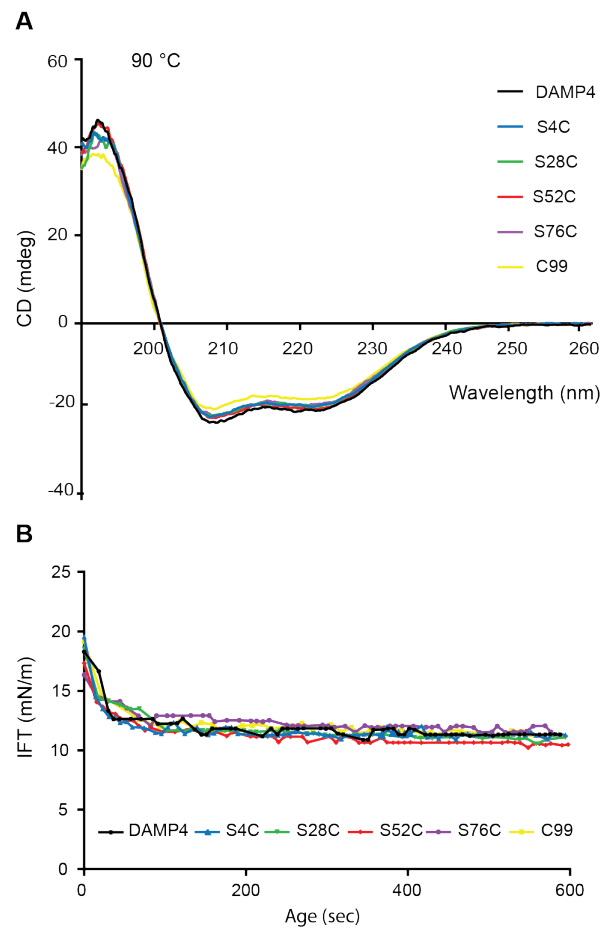 A
90 °C
60
40
20
0
-20
-40
CD (mdeg)
DAMP4
S4C
S28C
S52C
S76C
C99
200 210 220 230 240 250 260
Wavelength (nm)
B
25
20
15
10
5
0
IFT (mN/m)
DAMP4 S4C S28C S52C S76C C99
0 200 400 600
Age (sec)